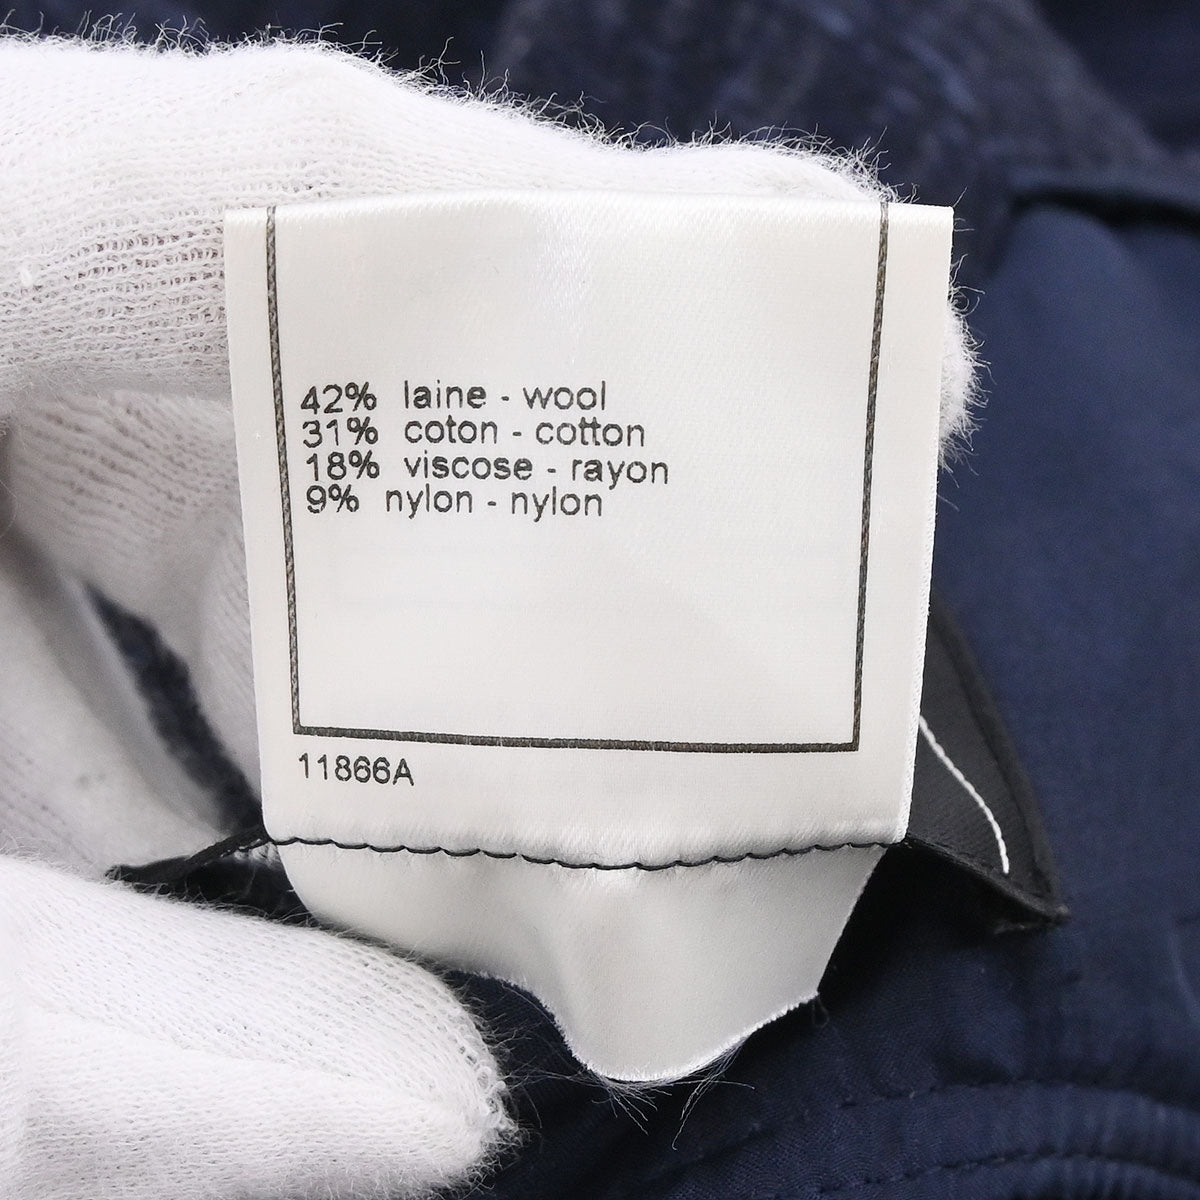 42% laine - wool
31% coton - cotton
18% viscose - rayon
9% nylon - nylon
11866A